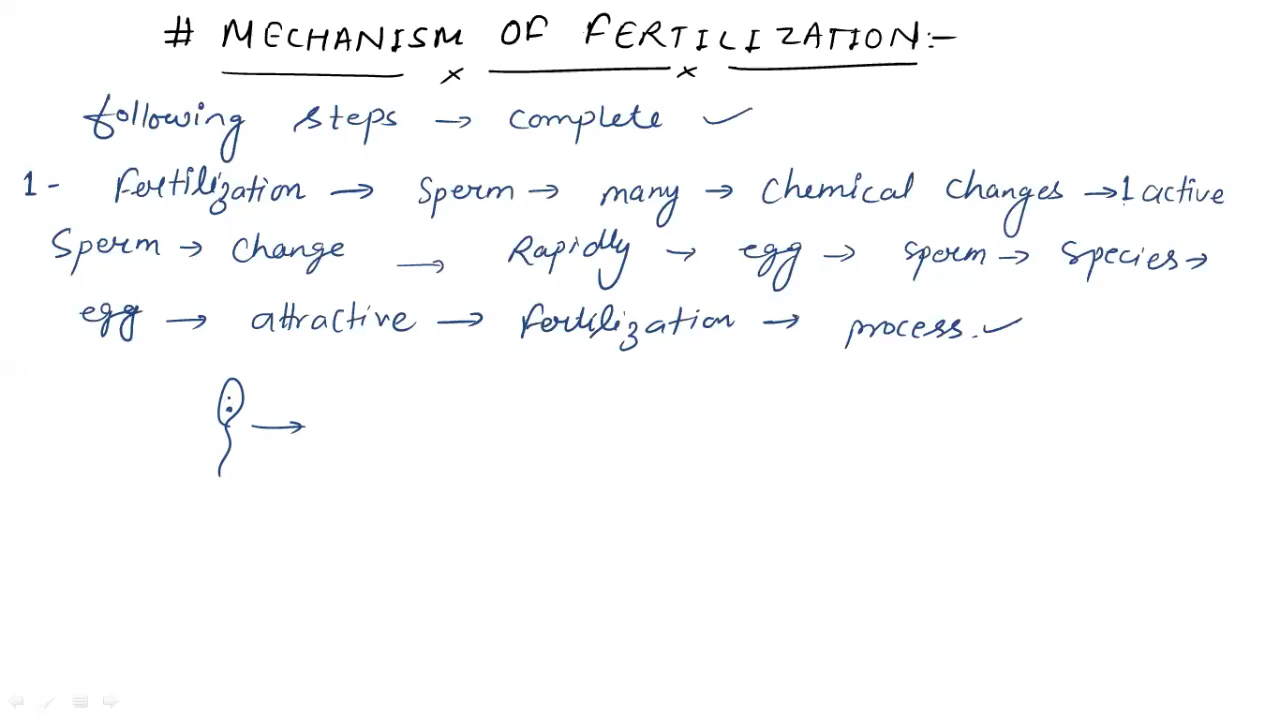 # MECHANISM OF FERTILIZATION:-
following steps → complete ✓
1- Fertilization → Sperm → many → Chemical changes → 1 active
Sperm → change → Rapidly → egg → sperm → species →
egg → attractive → fertilization → process. ✓